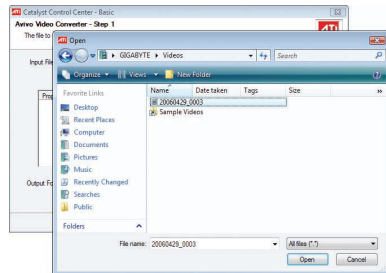 Catalyst Control Center - Basic
Avivo Video Converter - Step 1
ATI
The file to
Input File
Prop
Output Fo
ATI Open
GIGABYTE ▸ Videos
Search
Organize Views New Folder
Favorite Links
Desktop
Recent Places
Computer
Documents
Pictures
Music
Recently Changed
Searches
Public
Folders
Name Date taken Tags Size »
20060429_0003
Sample Videos
File name: 20060429_0003
All files (*.*)
Open Cancel